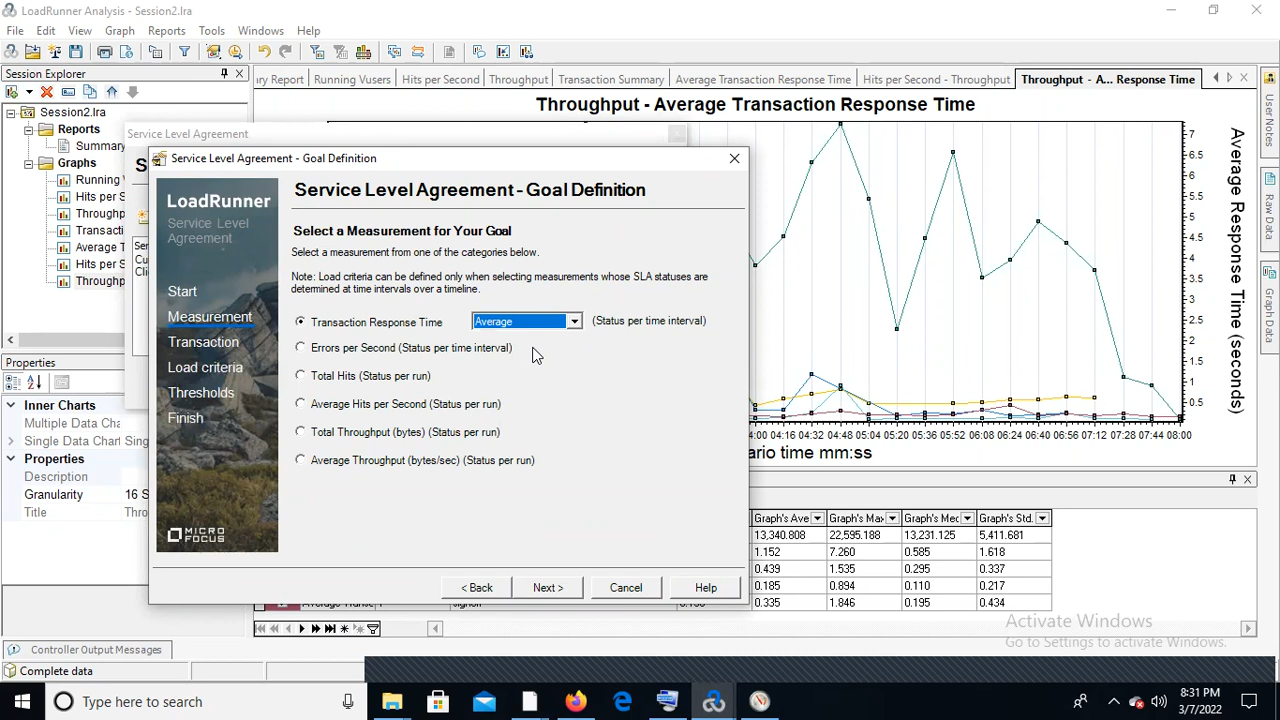 LoadRunner Analysis - Session2.lra
File Edit View Graph Reports Tools Windows Help
Session Explorer
ry Report Running Vusers Hits per Second Throughput Transaction Summary Average Transaction Response Time Hits per Second - Throughput Throughput - A... Response Time
Session2.lra
Reports
Summary
Graphs
Running
Hits per S
Through
Transacti
Average T
Hits per S
Through
Throughput - Average Transaction Response Time
Service Level Agreement
Service Level Agreement - Goal Definition
LoadRunner
Service Level
Agreement
Start
Measurement
Transaction
Load criteria
Thresholds
Finish
MICRO
FOCUS
Service Level Agreement - Goal Definition
Select a Measurement for Your Goal
Select a measurement from one of the categories below.
Note: Load criteria can be defined only when selecting measurements whose SLA statuses are
determined at time intervals over a timeline.
Transaction Response Time Average (Status per time interval)
Errors per Second (Status per time interval)
Total Hits (Status per run)
Average Hits per Second (Status per run)
Total Throughput (bytes) (Status per run)
Average Throughput (bytes/sec) (Status per run)
< Back Next > Cancel Help
7
6.5
6
5.5
5
4.5
4
3.5
3
2.5
2
1.5
1
0.5
Average Response Time (seconds)
4:00 04:16 04:32 04:48 05:04 05:20 05:36 05:52 06:08 06:24 06:40 06:56 07:12 07:28 07:44 08:00
ario time mm:ss
User Notes
Raw Data
Graph Data
Properties
Inner Charts
Multiple Data Cha
Single Data Chart Sing
Properties
Description
Granularity 16 S
Title Thro
Graph's Ave Graph's Max Graph's Med Graph's Std.
13,340.808 22,595.188 13,231.125 5,411.681
1.152 7.260 0.585 1.618
0.439 1.535 0.295 0.337
0.185 0.894 0.110 0.217
0.335 1.846 0.195 0.434
Activate Windows
Go to Settings to activate Windows.
Controller Output Messages
Complete data
Type here to search
8:31 PM
3/7/2022